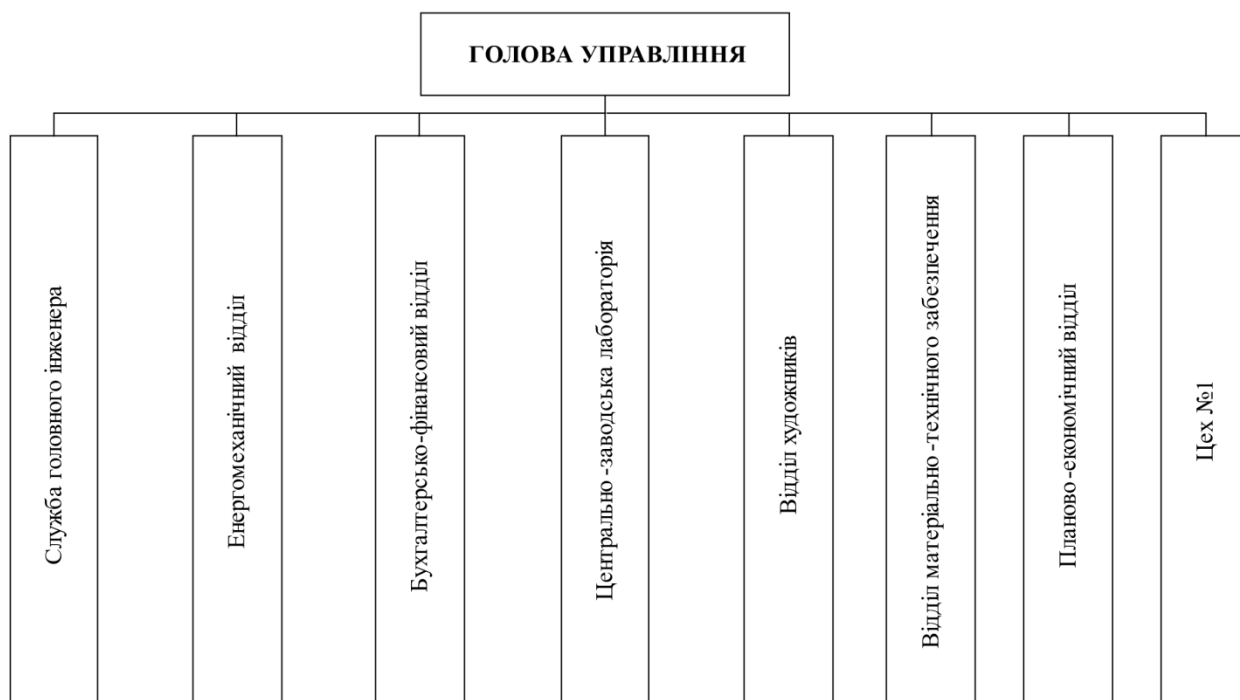 ГОЛОВА УПРАВЛІННЯ
Служба головного інженера
Енергомеханічний відділ
Бухгалтерсько-фінансовий відділ
Центрально-заводська лабораторія
Відділ художників
Відділ матеріально-технічного забезпечення
Планово-економічний відділ
Цех №1